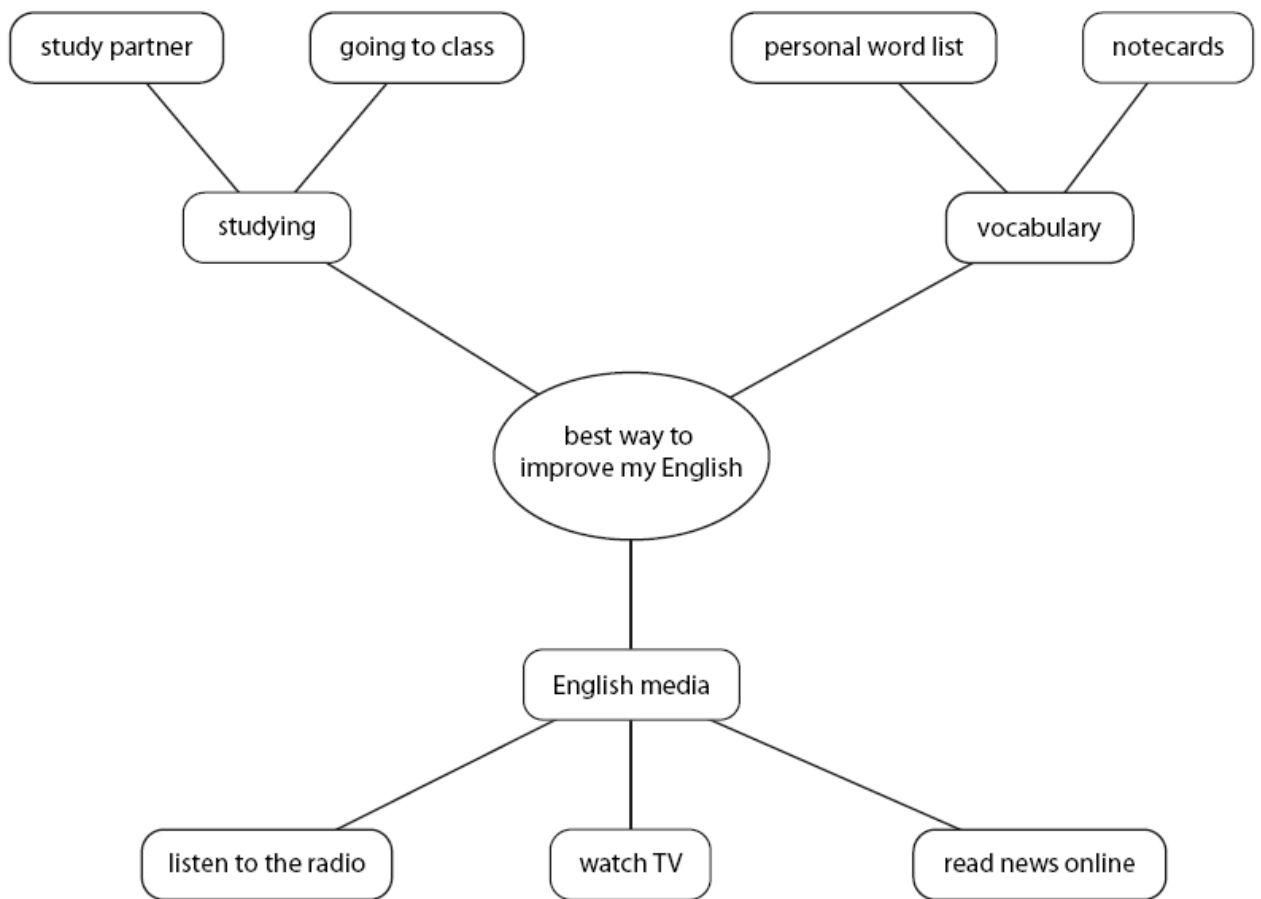 study partner
going to class
personal word list
notecards
studying
vocabulary
best way to
improve my English
English media
listen to the radio
watch TV
read news online